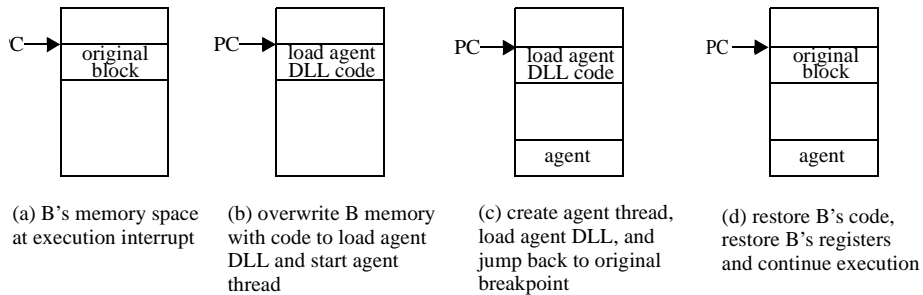 C
original
block
PC
load agent
DLL code
PC
load agent
DLL code
agent
PC
original
block
agent
(a) B's memory space
at execution interrupt
(b) overwrite B memory
with code to load agent
DLL and start agent
thread
(c) create agent thread,
load agent DLL, and
jump back to original
breakpoint
(d) restore B's code,
restore B's registers
and continue execution